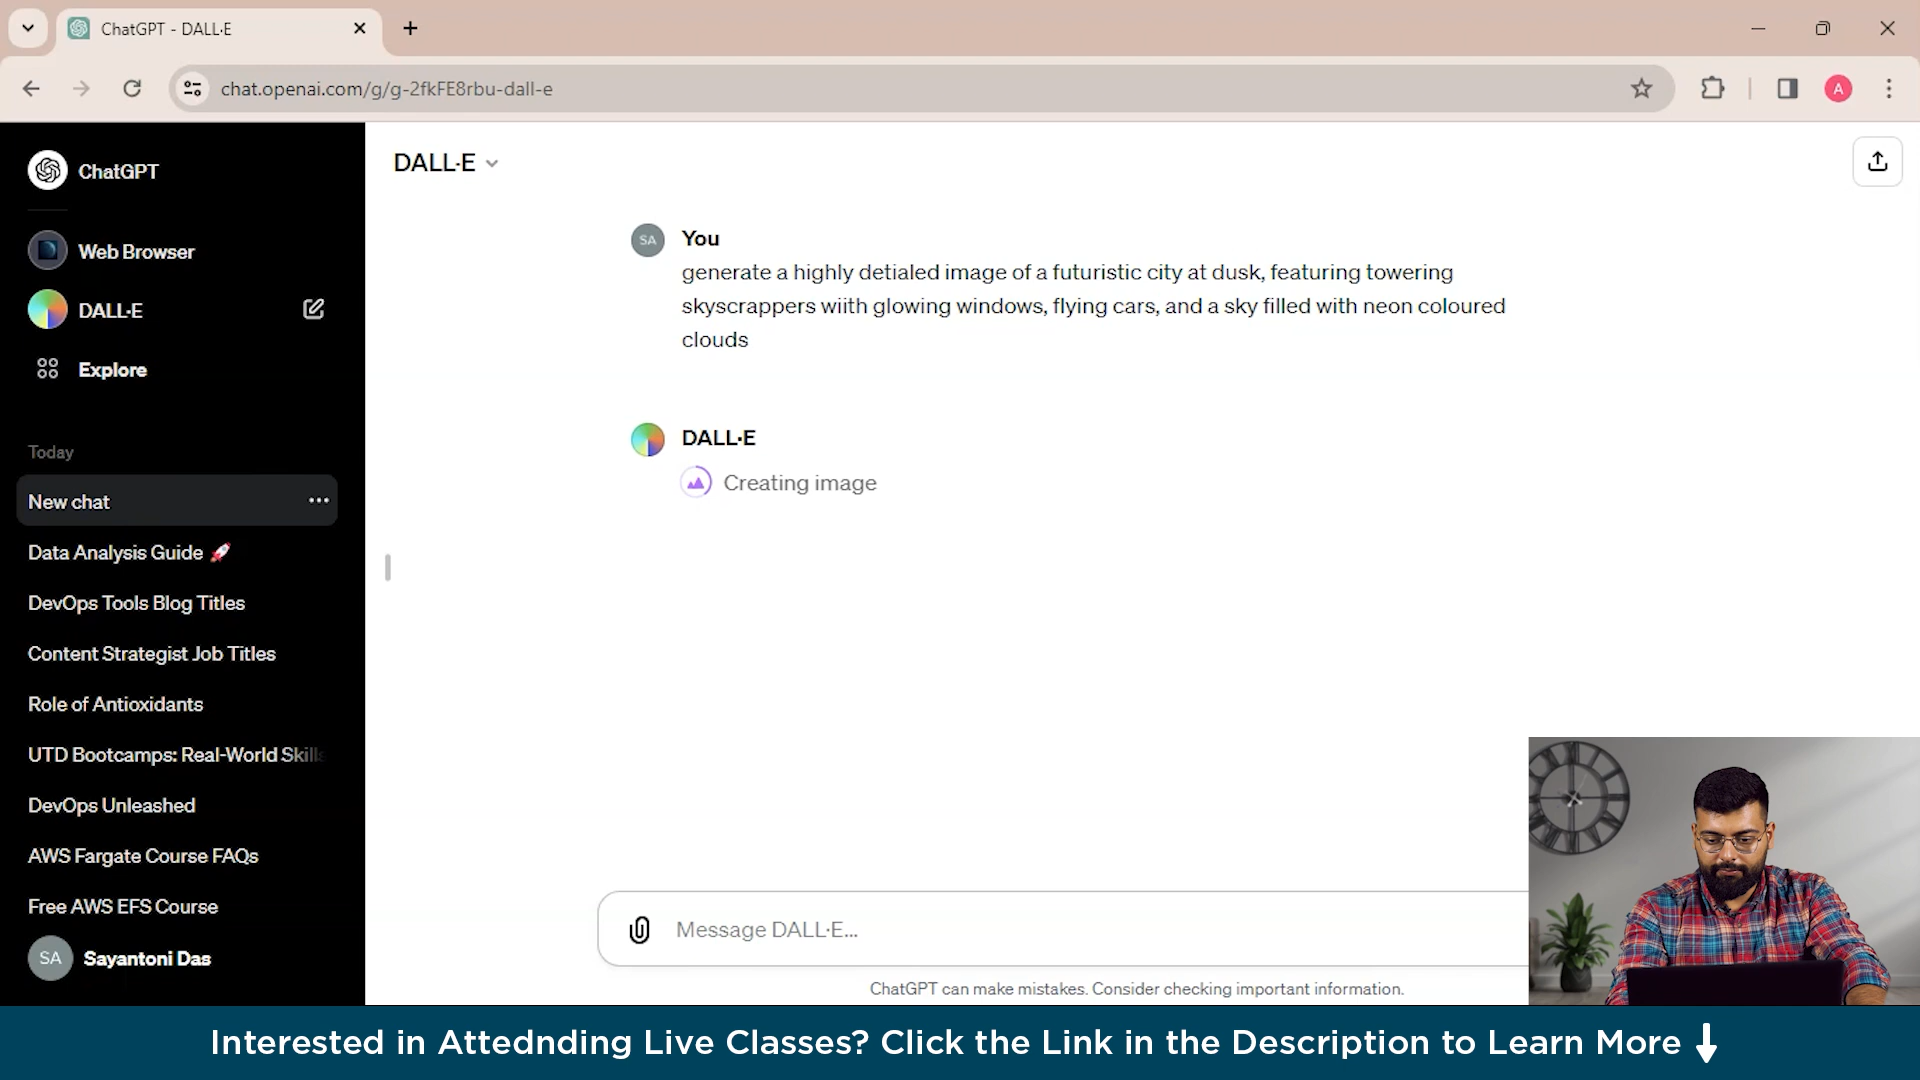 ChatGPT - DALL·E
chat.openai.com/g/g-2fkFE8rbu-dall-e
A
ChatGPT
Web Browser
DALL·E
Explore
Today
New chat
Data Analysis Guide 🚀
DevOps Tools Blog Titles
Content Strategist Job Titles
Role of Antioxidants
UTD Bootcamps: Real-World Skills
DevOps Unleashed
AWS Fargate Course FAQs
Free AWS EFS Course
SA
Sayantoni Das
DALL·E
SA
You
generate a highly detialed image of a futuristic city at dusk, featuring towering
skyscrappers wiith glowing windows, flying cars, and a sky filled with neon coloured
clouds
DALL·E
Creating image
Message DALL·E...
ChatGPT can make mistakes. Consider checking important information.
Interested in Attednding Live Classes? Click the Link in the Description to Learn More